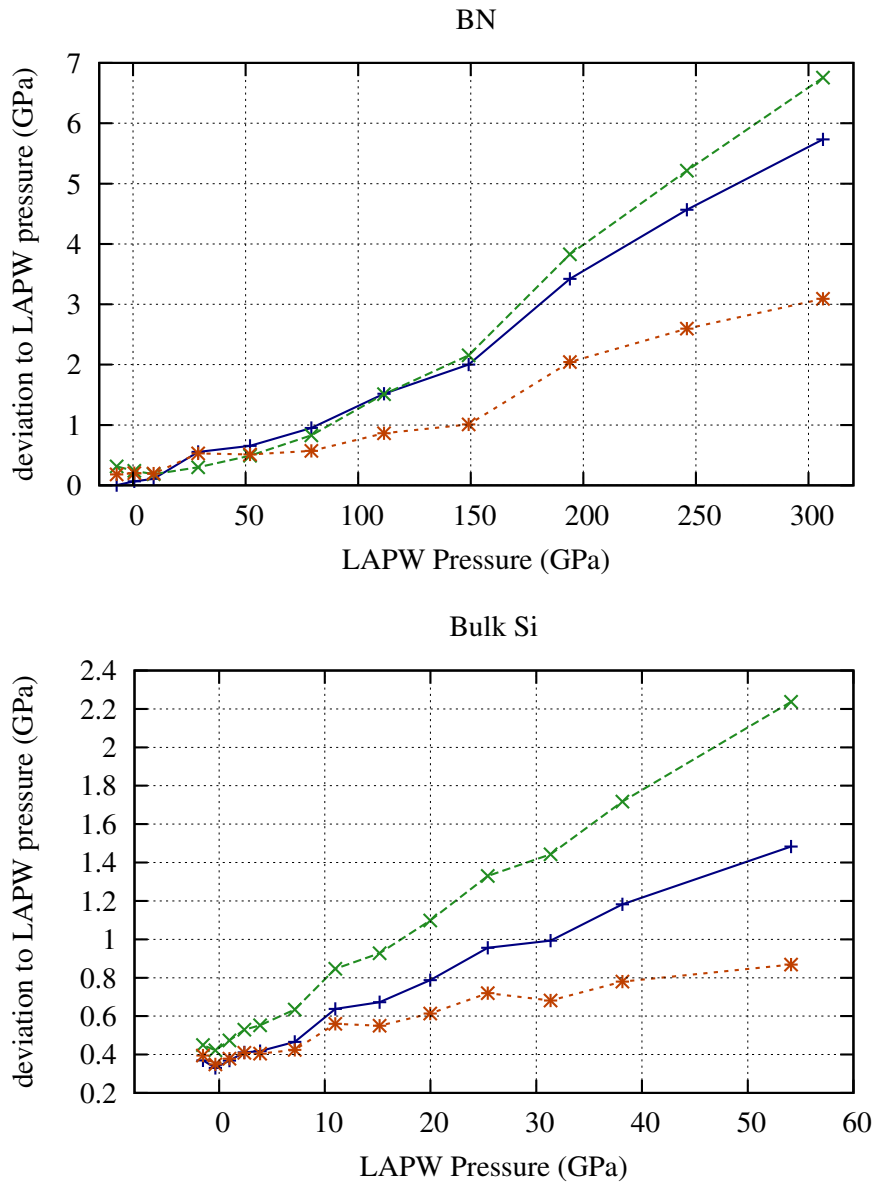 BN
deviation to LAPW pressure (GPa)
7
6
5
4
3
2
1
0
0 50 100 150 200 250 300
LAPW Pressure (GPa)
Bulk Si
deviation to LAPW pressure (GPa)
2.4
2.2
2
1.8
1.6
1.4
1.2
1
0.8
0.6
0.4
0.2
0 10 20 30 40 50 60
LAPW Pressure (GPa)